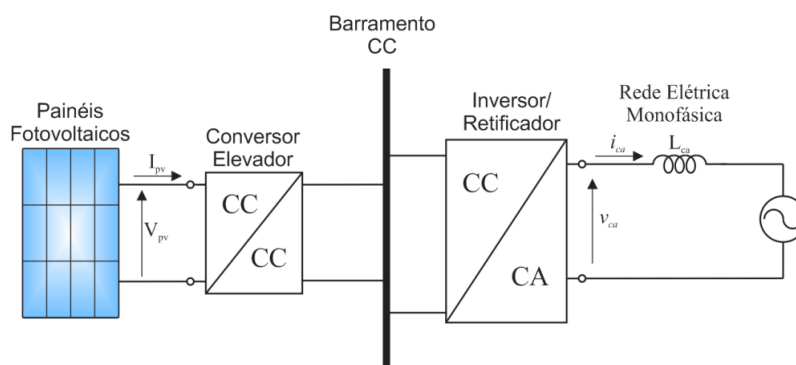 Barramento
CC
Painéis
Fotovoltaicos
I_pv
V_pv
Conversor
Elevador
CC
CC
Inversor/
Retificador
CC
CA
Rede Elétrica
Monofásica
i_ca
L_ca
v_ca